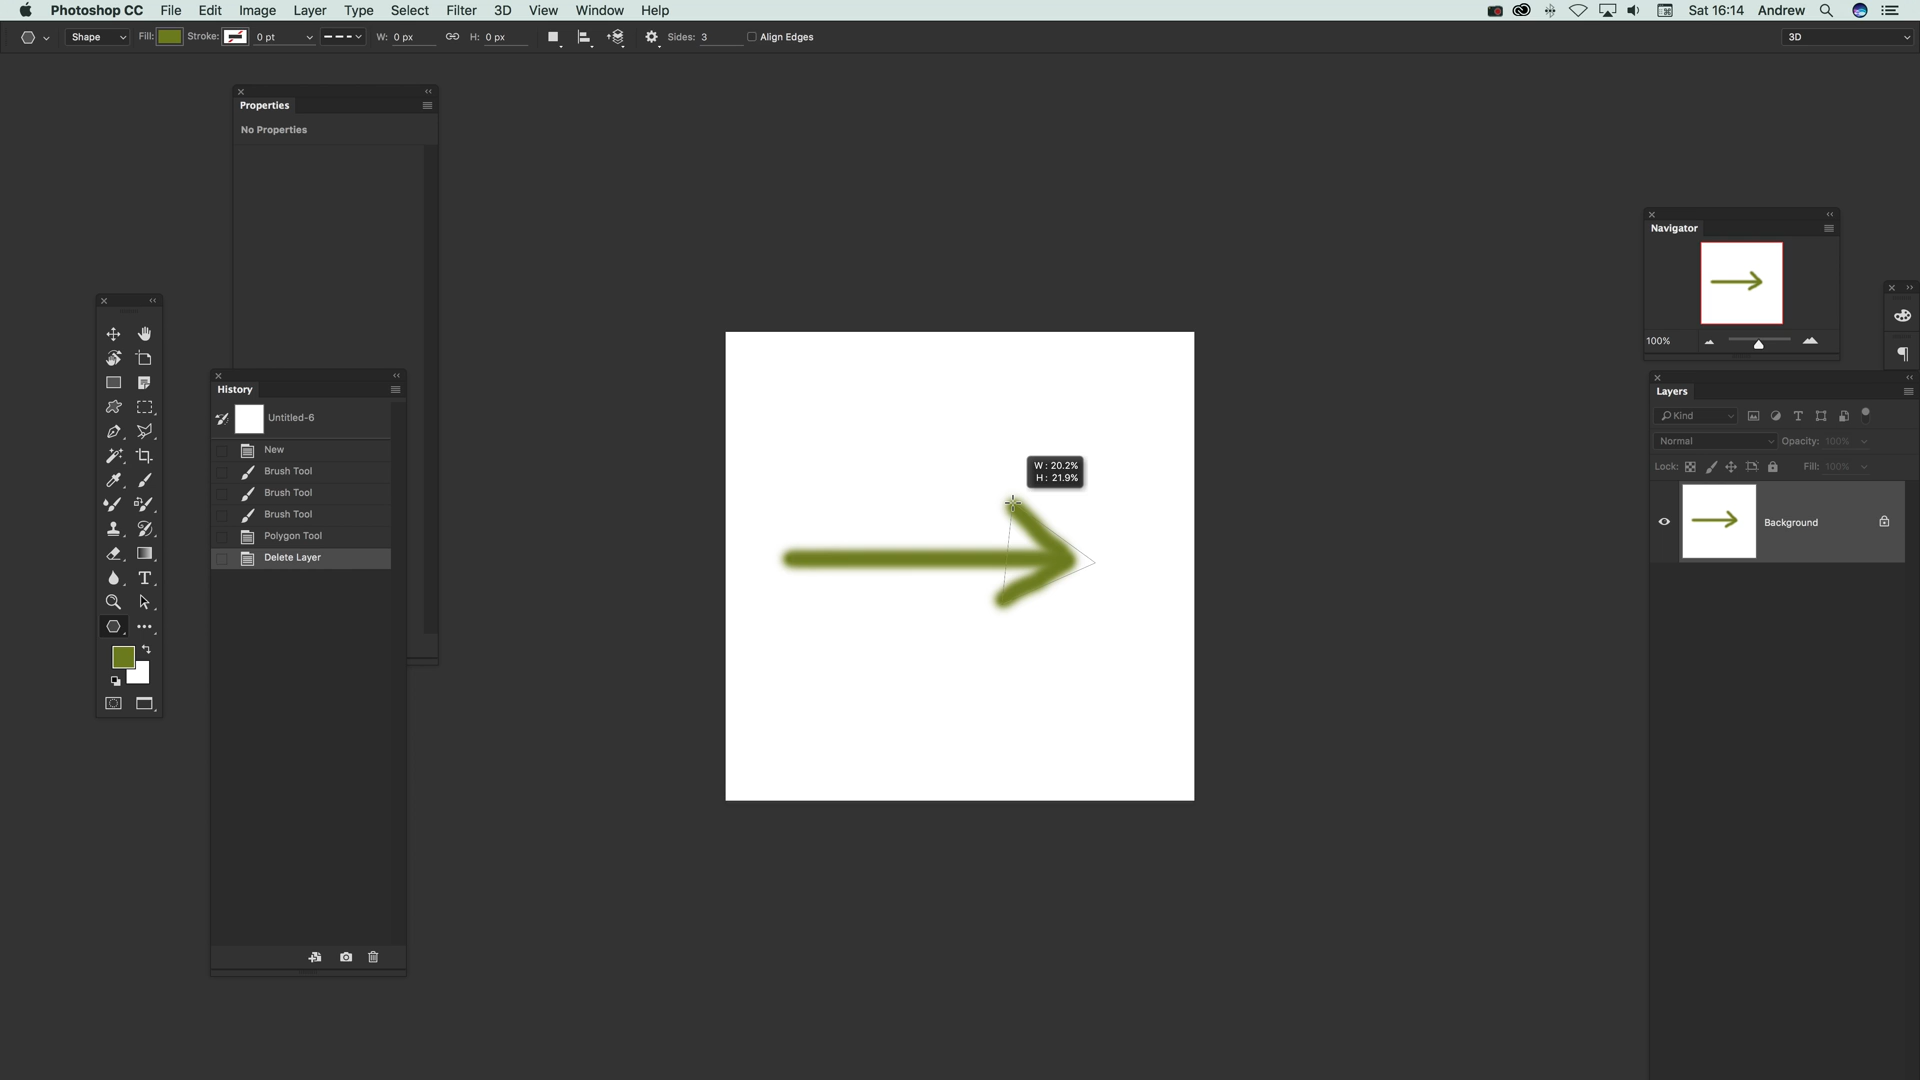 Photoshop CC File Edit Image Layer Type Select Filter 3D View Window Help Sat 16:14 Andrew
Shape Fill: Stroke: 0 pt W: 0 px H: 0 px Sides: 3 Align Edges 3D
Properties
No Properties
Navigator
100%
History
Untitled-6
New
Brush Tool
Brush Tool
Brush Tool
Polygon Tool
Delete Layer
W : 20.2%
H : 21.9%
Layers
Kind
Normal Opacity: 100%
Lock: Fill: 100%
Background